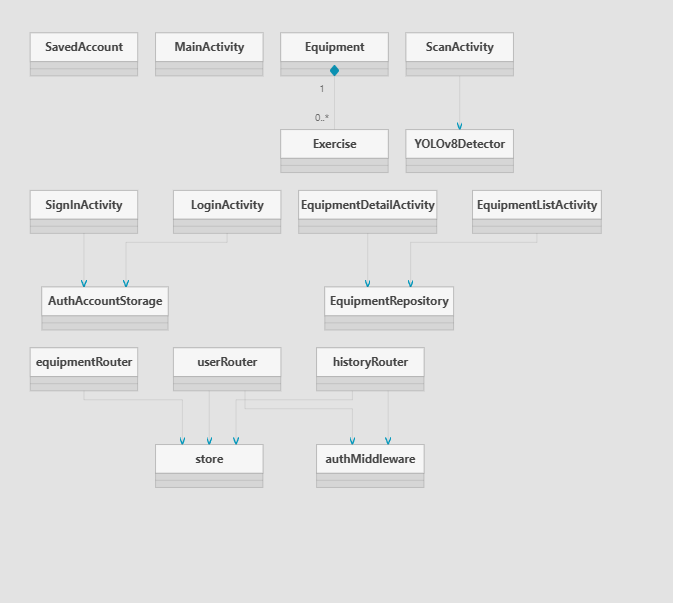 SavedAccount
MainActivity
Equipment
ScanActivity
1
0..*
Exercise
YOLOv8Detector
SignInActivity
LoginActivity
EquipmentDetailActivity
EquipmentListActivity
AuthAccountStorage
EquipmentRepository
equipmentRouter
userRouter
historyRouter
store
authMiddleware